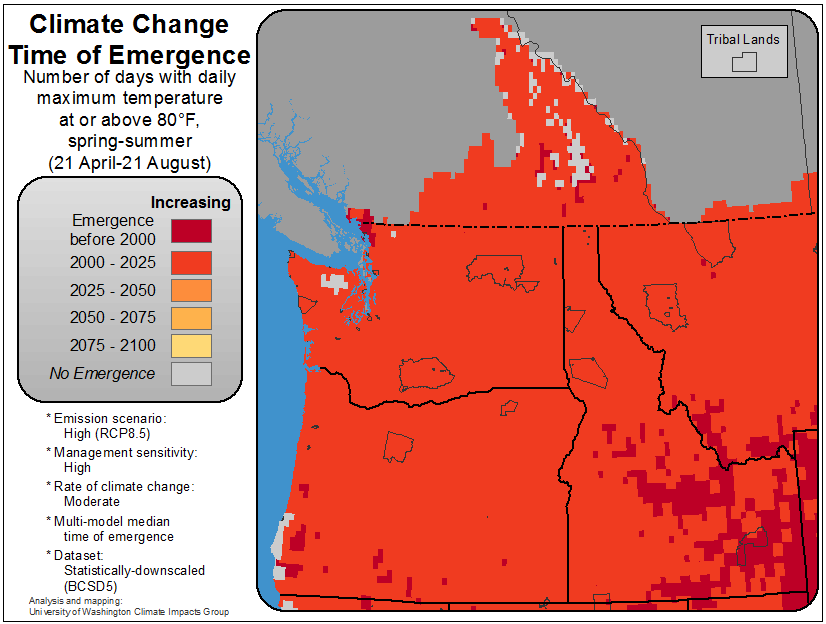 Climate Change
Time of Emergence
Number of days with daily
maximum temperature
at or above 80°F,
spring-summer
(21 April-21 August)
Increasing
Emergence
before 2000
2000 - 2025
2025 - 2050
2050 - 2075
2075 - 2100
No Emergence
* Emission scenario:
High (RCP8.5)
* Management sensitivity:
High
* Rate of climate change:
Moderate
* Multi-model median
time of emergence
* Dataset:
Statistically-downscaled
(BCSD5)
Analysis and mapping:
University of Washington Climate Impacts Group
Tribal Lands